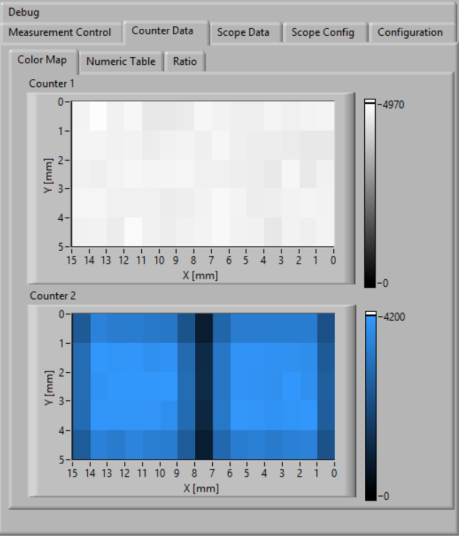 Debug
Measurement Control Counter Data Scope Data Scope Config Configuration
Color Map Numeric Table Ratio
Counter 1
0
1
2
3
4
5
Y [mm]
15 14 13 12 11 10 9 8 7 6 5 4 3 2 1 0
X [mm]
4970
0
Counter 2
0
1
2
3
4
5
Y [mm]
15 14 13 12 11 10 9 8 7 6 5 4 3 2 1 0
X [mm]
4200
0